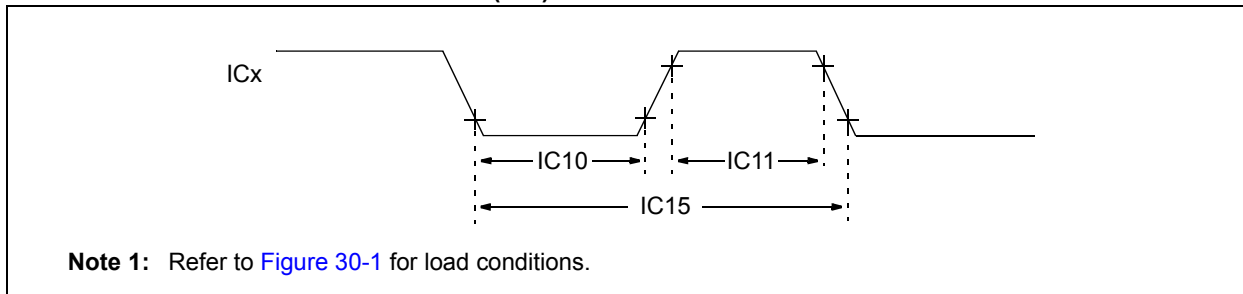 ICx
IC10
IC11
IC15
Note 1: Refer to Figure 30-1 for load conditions.